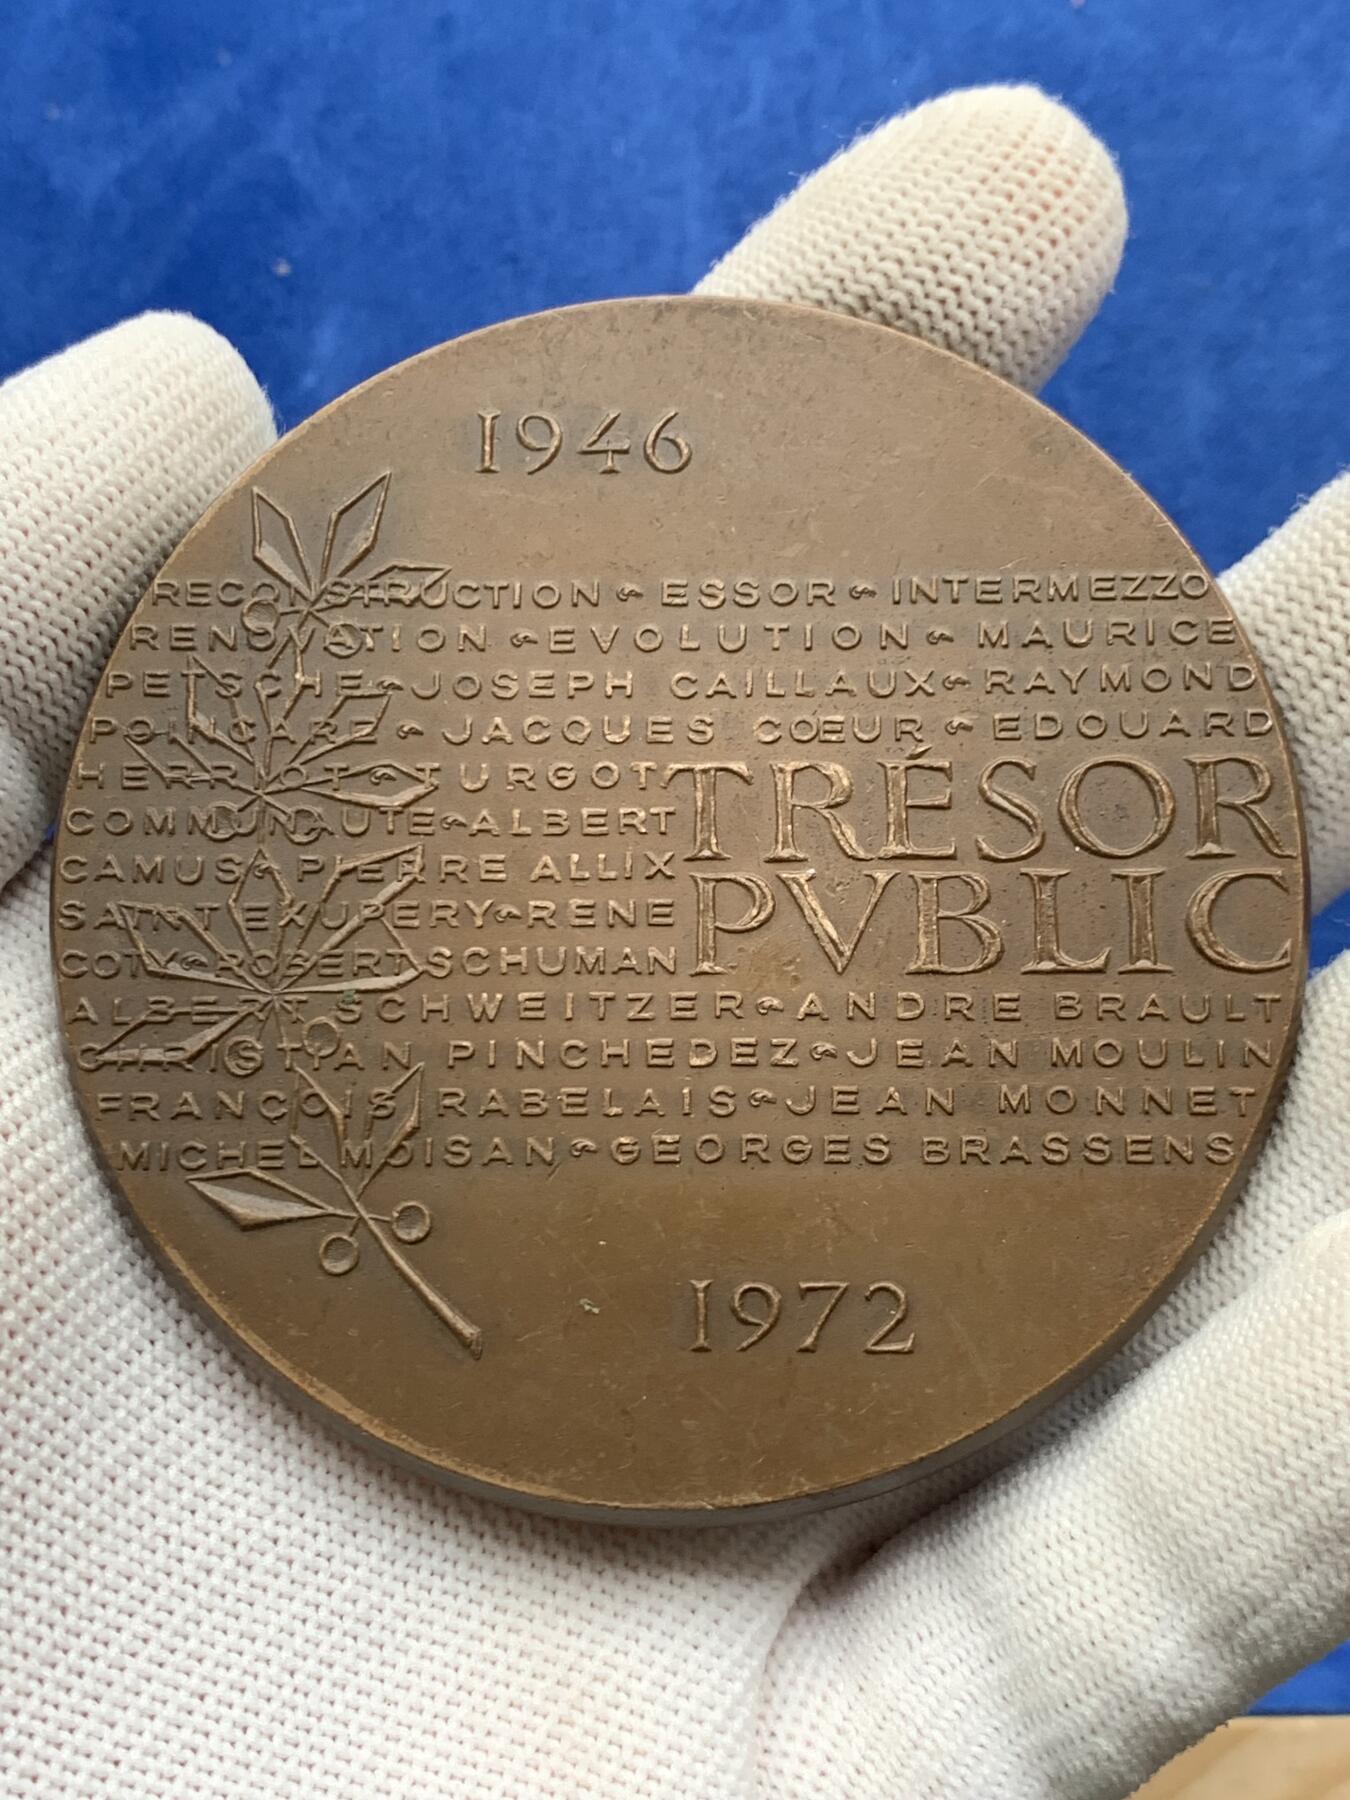 1946
RECONSTRUCTION ~ ESSOR ~ INTERMEZZO
RENOVATION ~ EVOLUTION ~ MAURICE
PETSCHE ~ JOSEPH CAILLAUX ~ RAYMOND
POINCARE ~ JACQUES CŒUR ~ EDOUARD
HERRIOT ~ TURGOT
COMMUNAUTE ~ ALBERT
TRÉSOR
CAMUS ~ PIERRE ALLIX
SAINT EXUPERY ~ RENE
PVBLIC
COTY ~ ROBERT SCHUMAN
ALBERT SCHWEITZER ~ ANDRE BRAULT
CHRISTIAN PINCHEDEZ ~ JEAN MOULIN
FRANÇOIS RABELAIS ~ JEAN MONNET
MICHEL MOISAN ~ GEORGES BRASSENS
1972